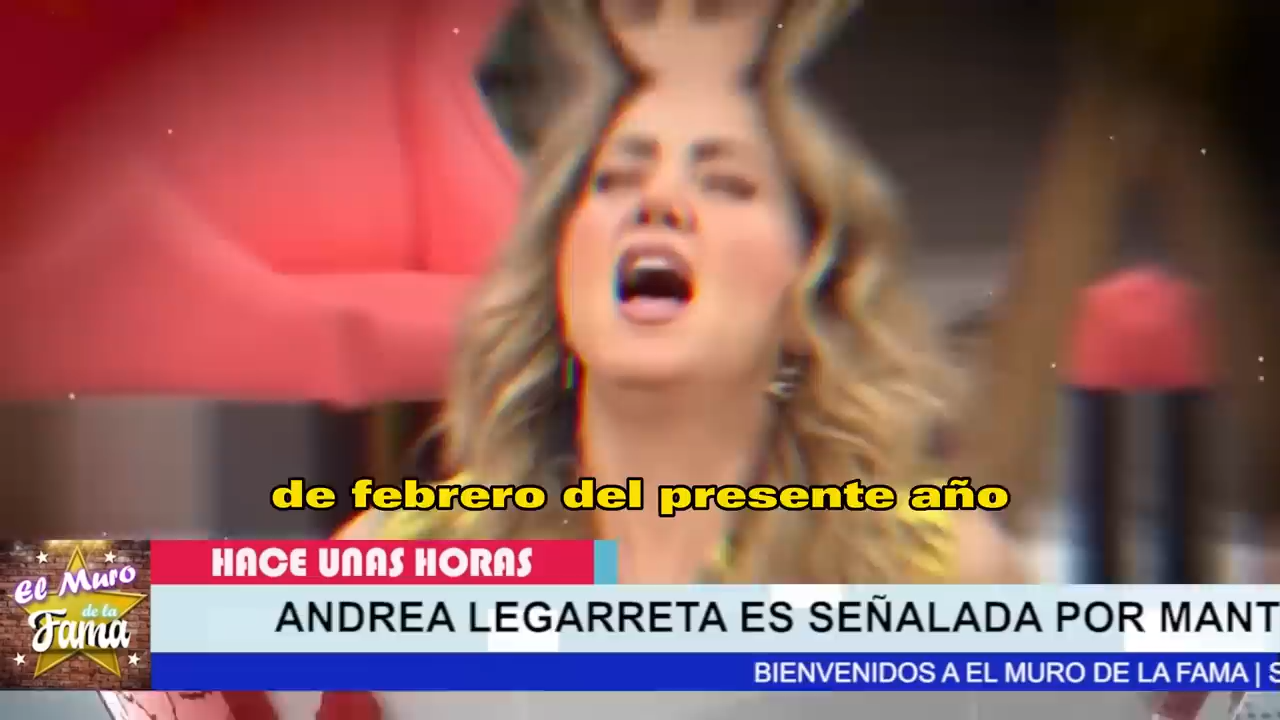 de febrero del presente año
HACE UNAS HORAS
El Muro
de la
Fama
ANDREA LEGARRETA ES SEÑALADA POR MANT
BIENVENIDOS A EL MURO DE LA FAMA | S